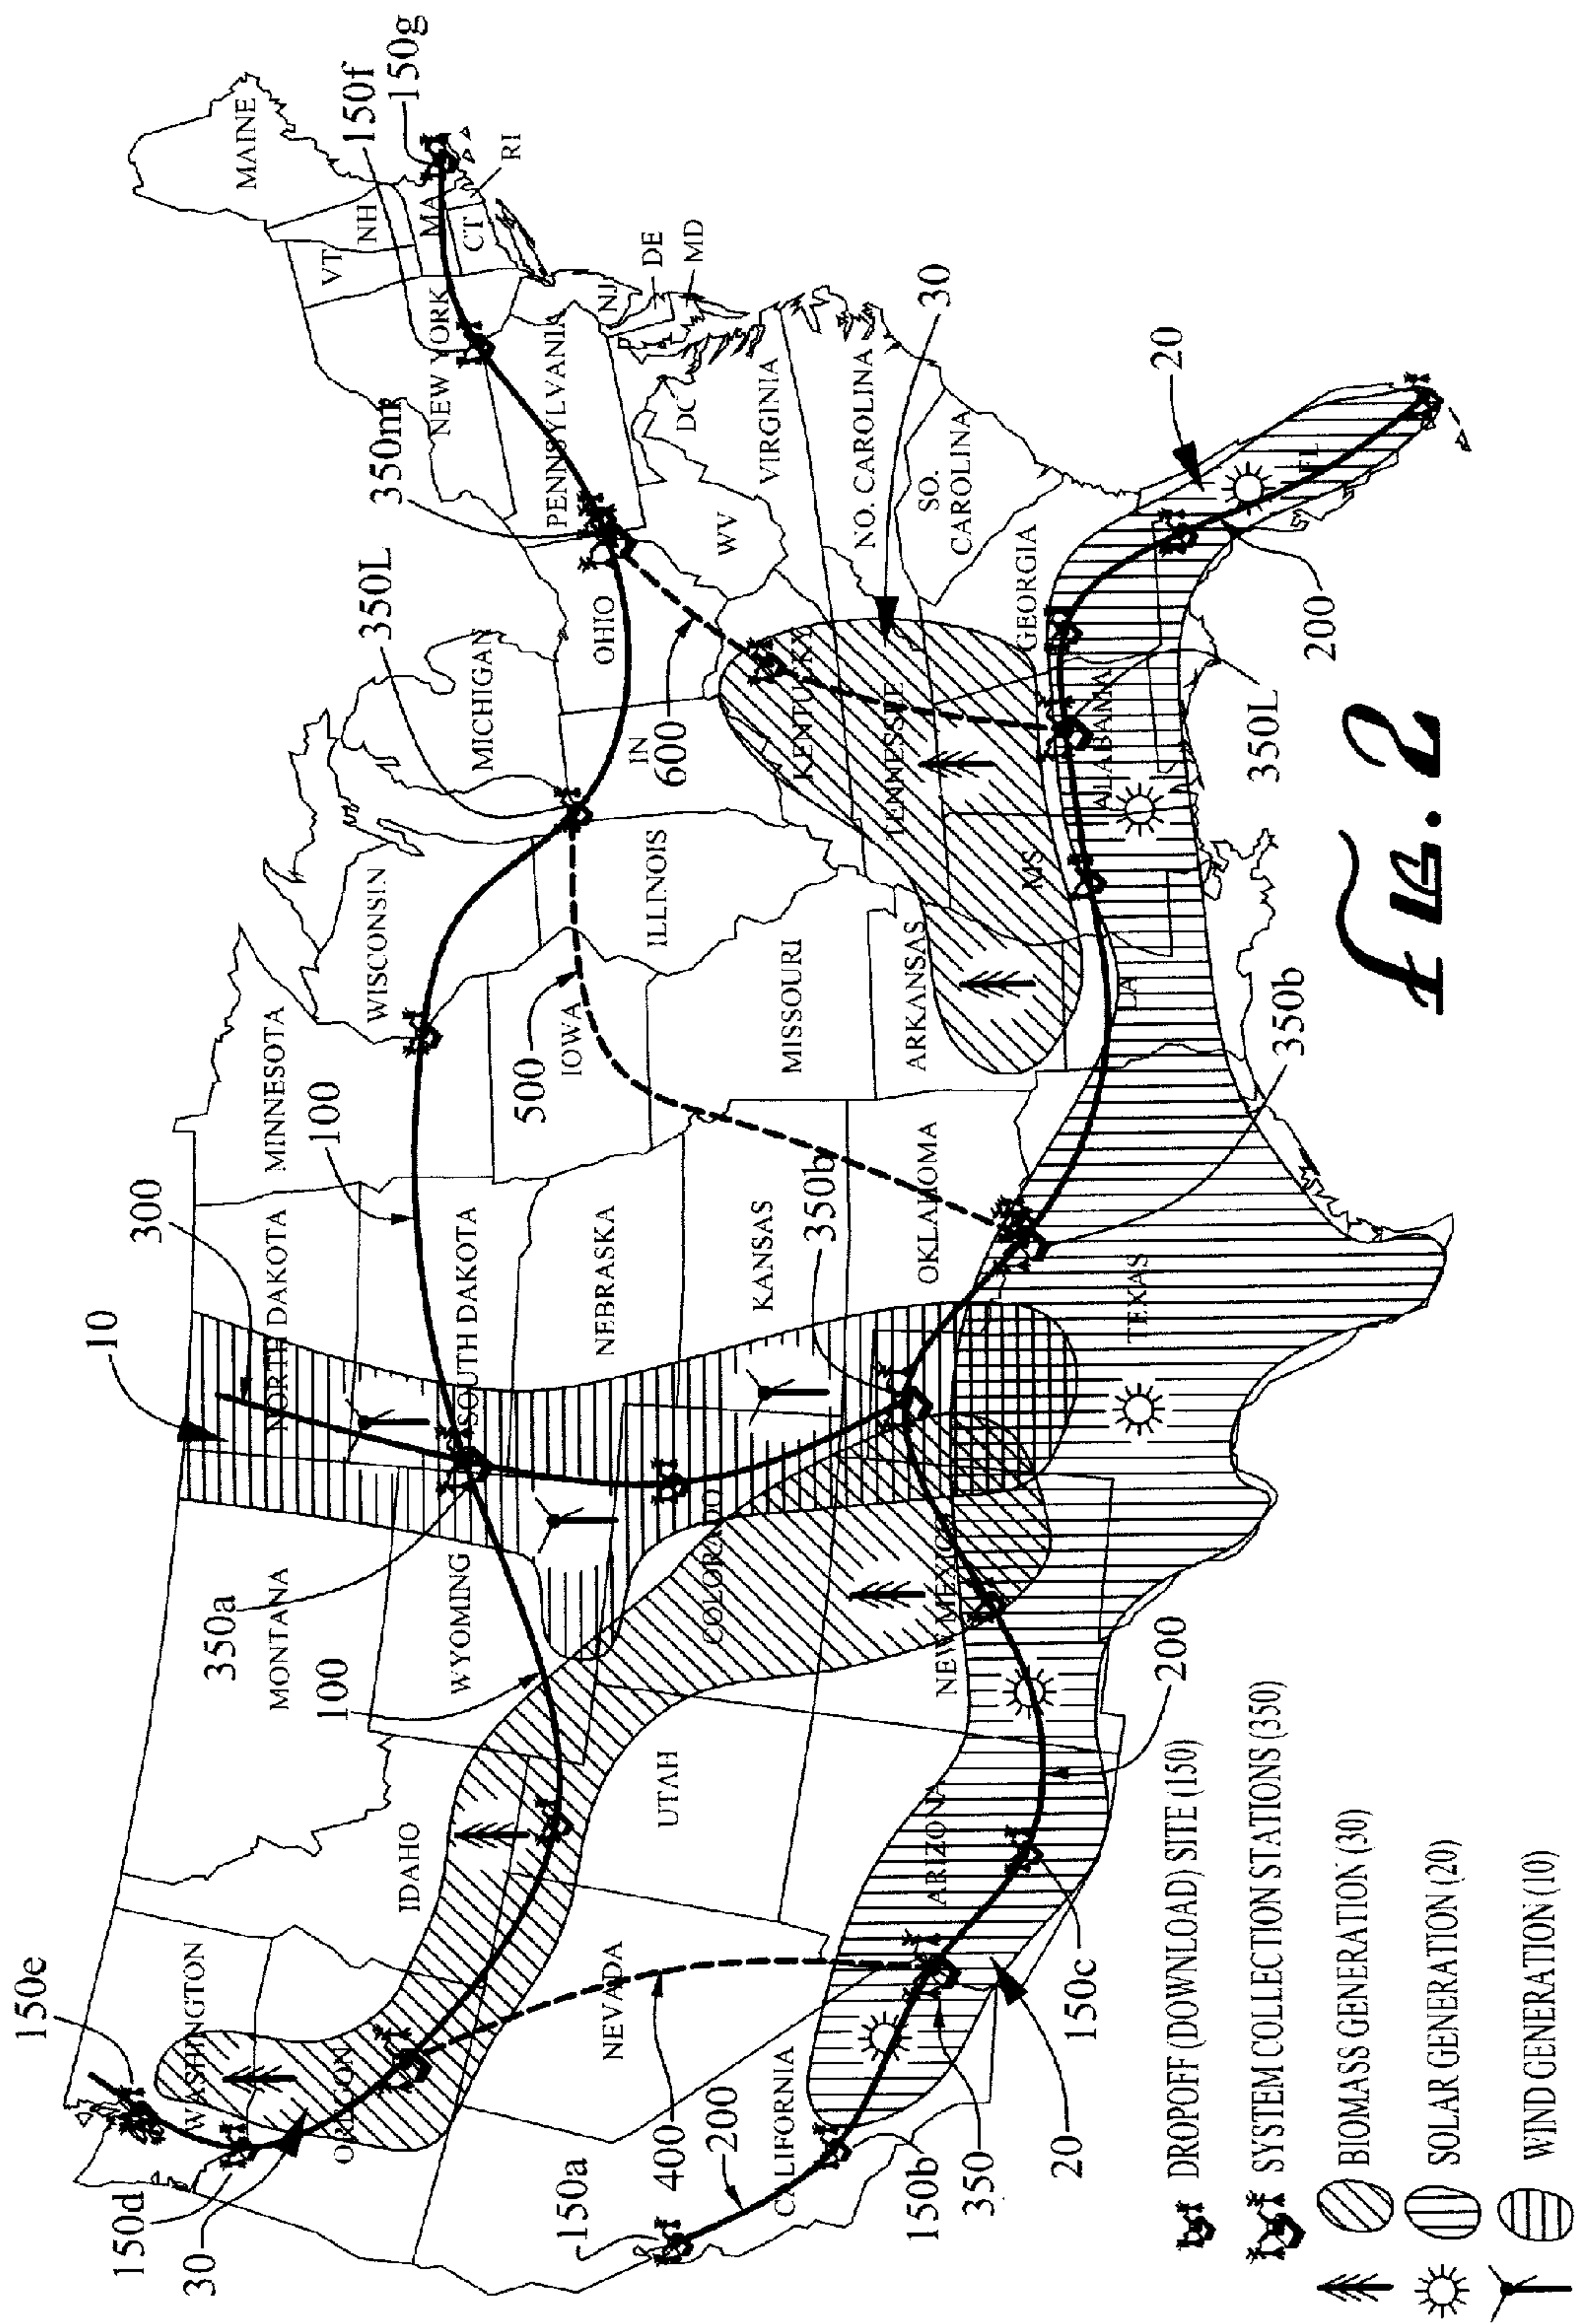 150e
150d
30
WASHINGTON
OREGON
IDAHO
MONTANA
WYOMING
350a
100
10
300
NORTH DAKOTA
SOUTH DAKOTA
MINNESOTA
100
WISCONSIN
MICHIGAN
350L
350m
150f
150g
MAINE
VT
NH
MA
CT
RI
NEW YORK
PENNSYLVANIA
NJ
DE
MD
DC
OHIO
IN
600
ILLINOIS
IOWA
500
NEBRASKA
KANSAS
350b
COLORADO
UTAH
NEVADA
400
200
150a
CALIFORNIA
150b
350
20
150c
ARIZONA
200
NEW MEXICO
OKLAHOMA
TEXAS
350b
MISSOURI
ARKANSAS
LA
MS
KENTUCKY
TENNESSEE
ALABAMA
350L
GEORGIA
WV
VIRGINIA
NO. CAROLINA
SO.
CAROLINA
30
20
FL
200
DROPOFF (DOWNLOAD) SITE (150)
SYSTEM COLLECTION STATIONS (350)
BIOMASS GENERATION (30)
SOLAR GENERATION (20)
WIND GENERATION (10)
FIG. 2